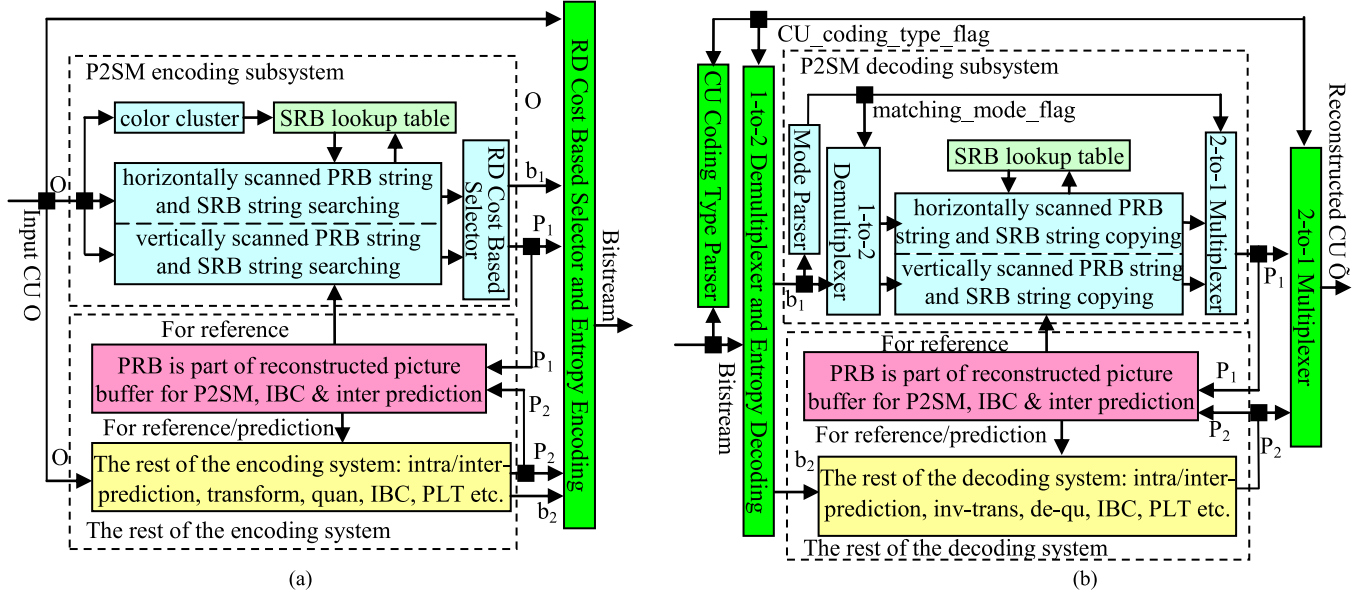 P2SM encoding subsystem
O
color cluster
SRB lookup table
O
horizontally scanned PRB string
and SRB string searching
vertically scanned PRB string
and SRB string searching
RD Cost Based
Selector
b1
P1
Input CU O
RD Cost Based Selector and Entropy Encoding
Bitstream
For reference
PRB is part of reconstructed picture
buffer for P2SM, IBC & inter prediction
P1
P2
For reference/prediction
O
The rest of the encoding system: intra/inter-
prediction, transform, quan, IBC, PLT etc.
P2
b2
The rest of the encoding system
(a)
CU_coding_type_flag
P2SM decoding subsystem
CU Coding Type Parser
1-to-2 Demultiplexer and Entropy Decoding
Mode Parser
matching_mode_flag
1-to-2
Demultiplexer
SRB lookup table
horizontally scanned PRB
string and SRB string copying
vertically scanned PRB string
and SRB string copying
2-to-1 Multiplexer
b1
P1
2-to-1 Multiplexer
Reconstructed CU Õ
Bitstream
For reference
PRB is part of reconstructed picture
buffer for P2SM, IBC & inter prediction
P1
P2
P2
For reference/prediction
b2
The rest of the decoding system: intra/inter-
prediction, inv-trans, de-qu, IBC, PLT etc.
The rest of the decoding system
(b)